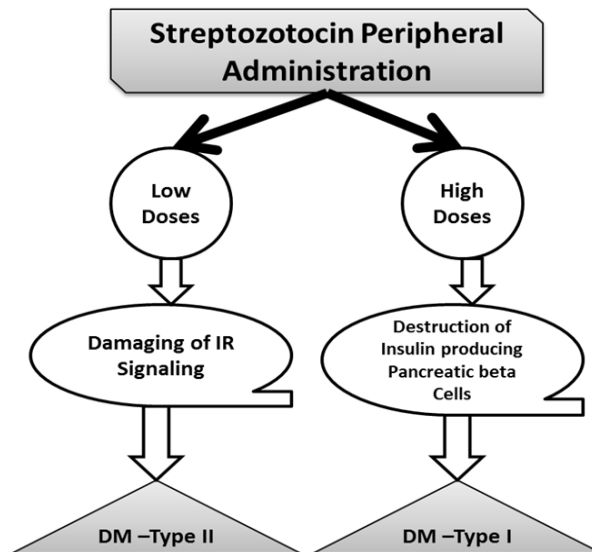 Streptozotocin Peripheral
Administration
Low
Doses
High
Doses
Damaging of IR
Signaling
Destruction of
Insulin producing
Pancreatic beta
Cells
DM –Type II
DM –Type I